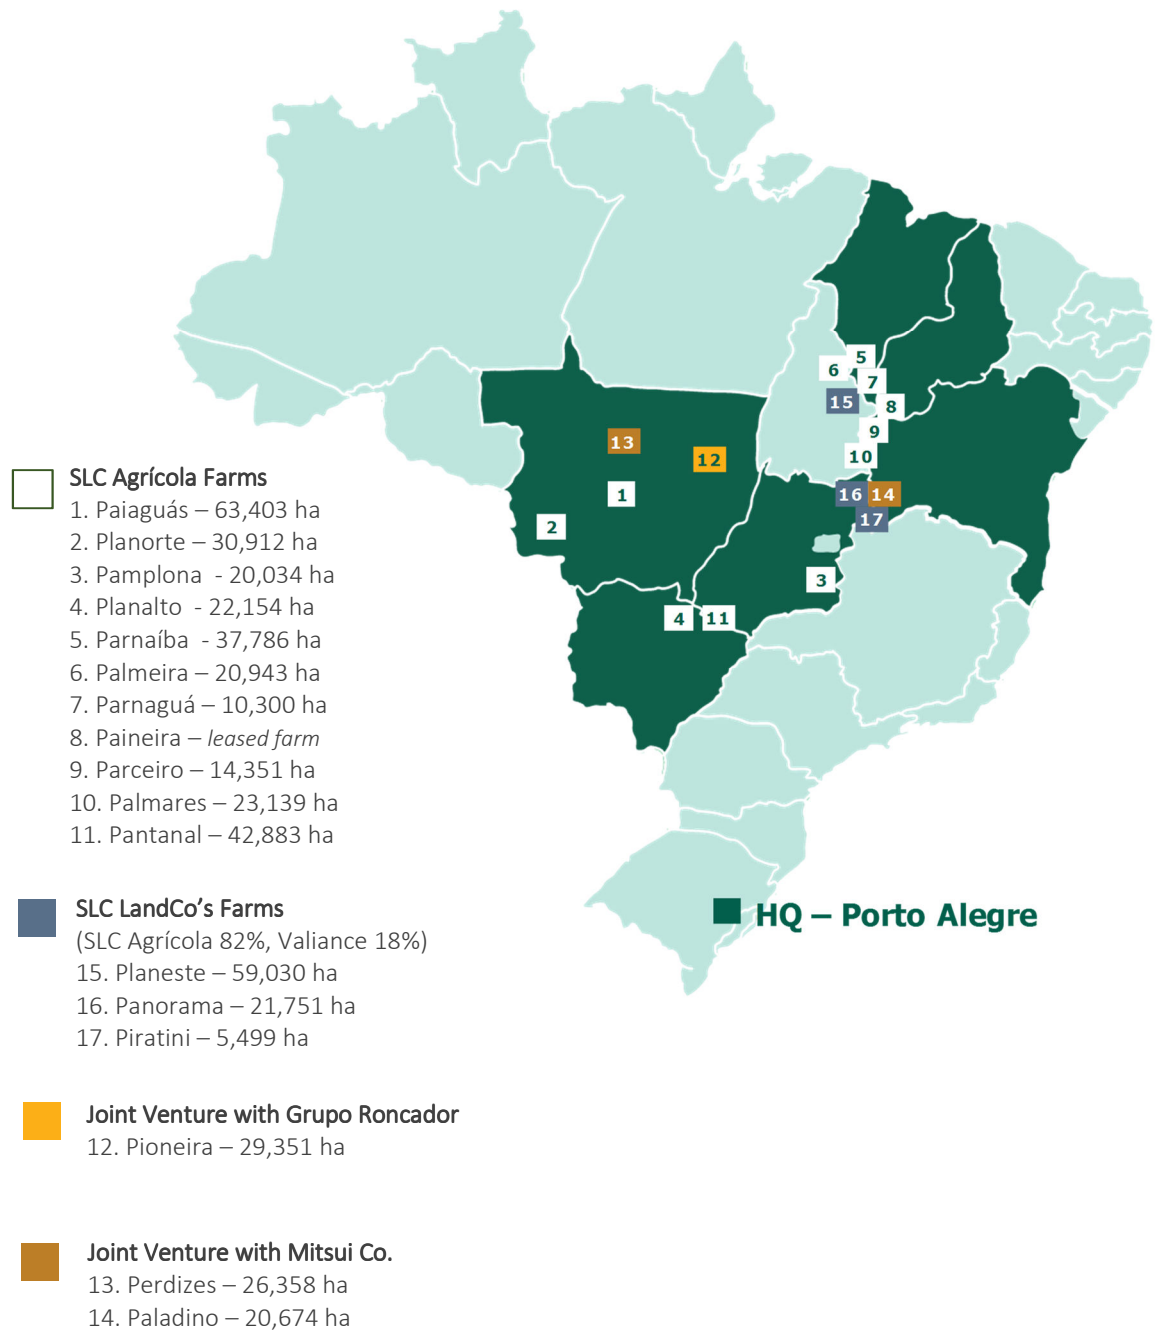 5
6
7
15
8
9
13
12
10
1
16 14
2
17
3
4 11
SLC Agrícola Farms
1. Paiaguás – 63,403 ha
2. Planorte – 30,912 ha
3. Pamplona - 20,034 ha
4. Planalto - 22,154 ha
5. Parnaíba - 37,786 ha
6. Palmeira – 20,943 ha
7. Parnaguá – 10,300 ha
8. Paineira – leased farm
9. Parceiro – 14,351 ha
10. Palmares – 23,139 ha
11. Pantanal – 42,883 ha
HQ – Porto Alegre
SLC LandCo’s Farms
(SLC Agrícola 82%, Valiance 18%)
15. Planeste – 59,030 ha
16. Panorama – 21,751 ha
17. Piratini – 5,499 ha
Joint Venture with Grupo Roncador
12. Pioneira – 29,351 ha
Joint Venture with Mitsui Co.
13. Perdizes – 26,358 ha
14. Paladino – 20,674 ha